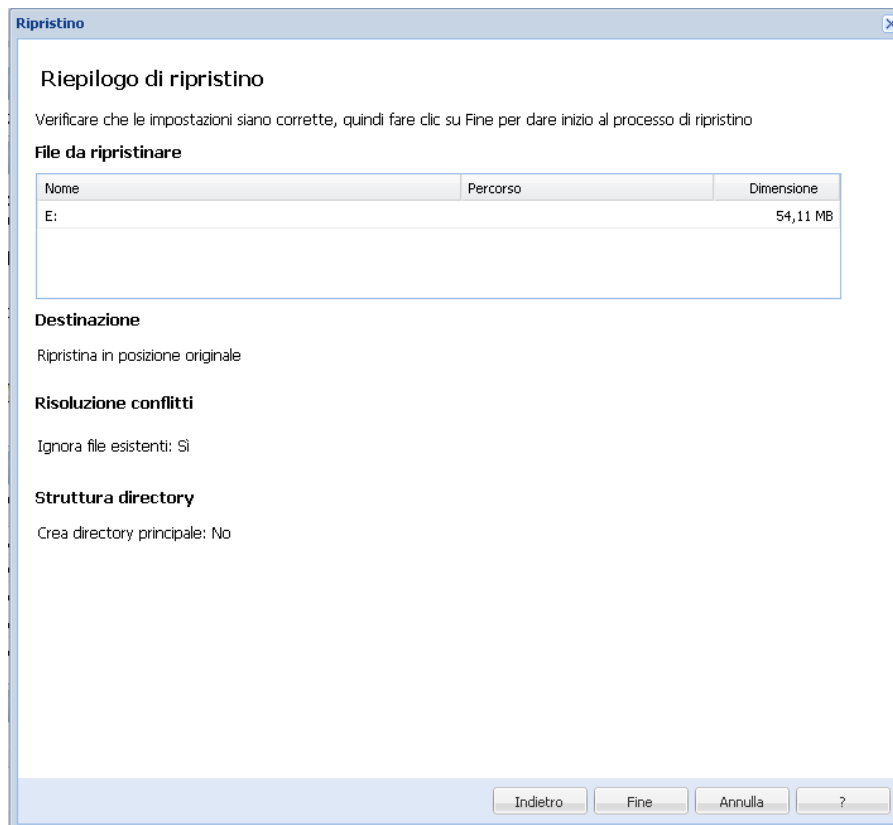 Ripristino
Riepilogo di ripristino
Verificare che le impostazioni siano corrette, quindi fare clic su Fine per dare inizio al processo di ripristino
File da ripristinare
Nome Percorso Dimensione
E: 54,11 MB
Destinazione
Ripristina in posizione originale
Risoluzione conflitti
Ignora file esistenti: Sì
Struttura directory
Crea directory principale: No
Indietro Fine Annulla ?